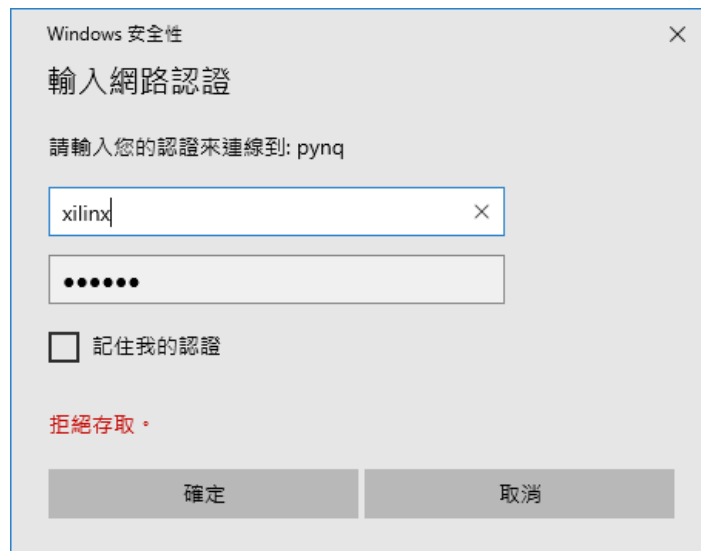 Windows 安全性
輸入網路認證
請輸入您的認證來連線到: pynq
xilinx
●●●●●●
記住我的認證
拒絕存取。
確定
取消